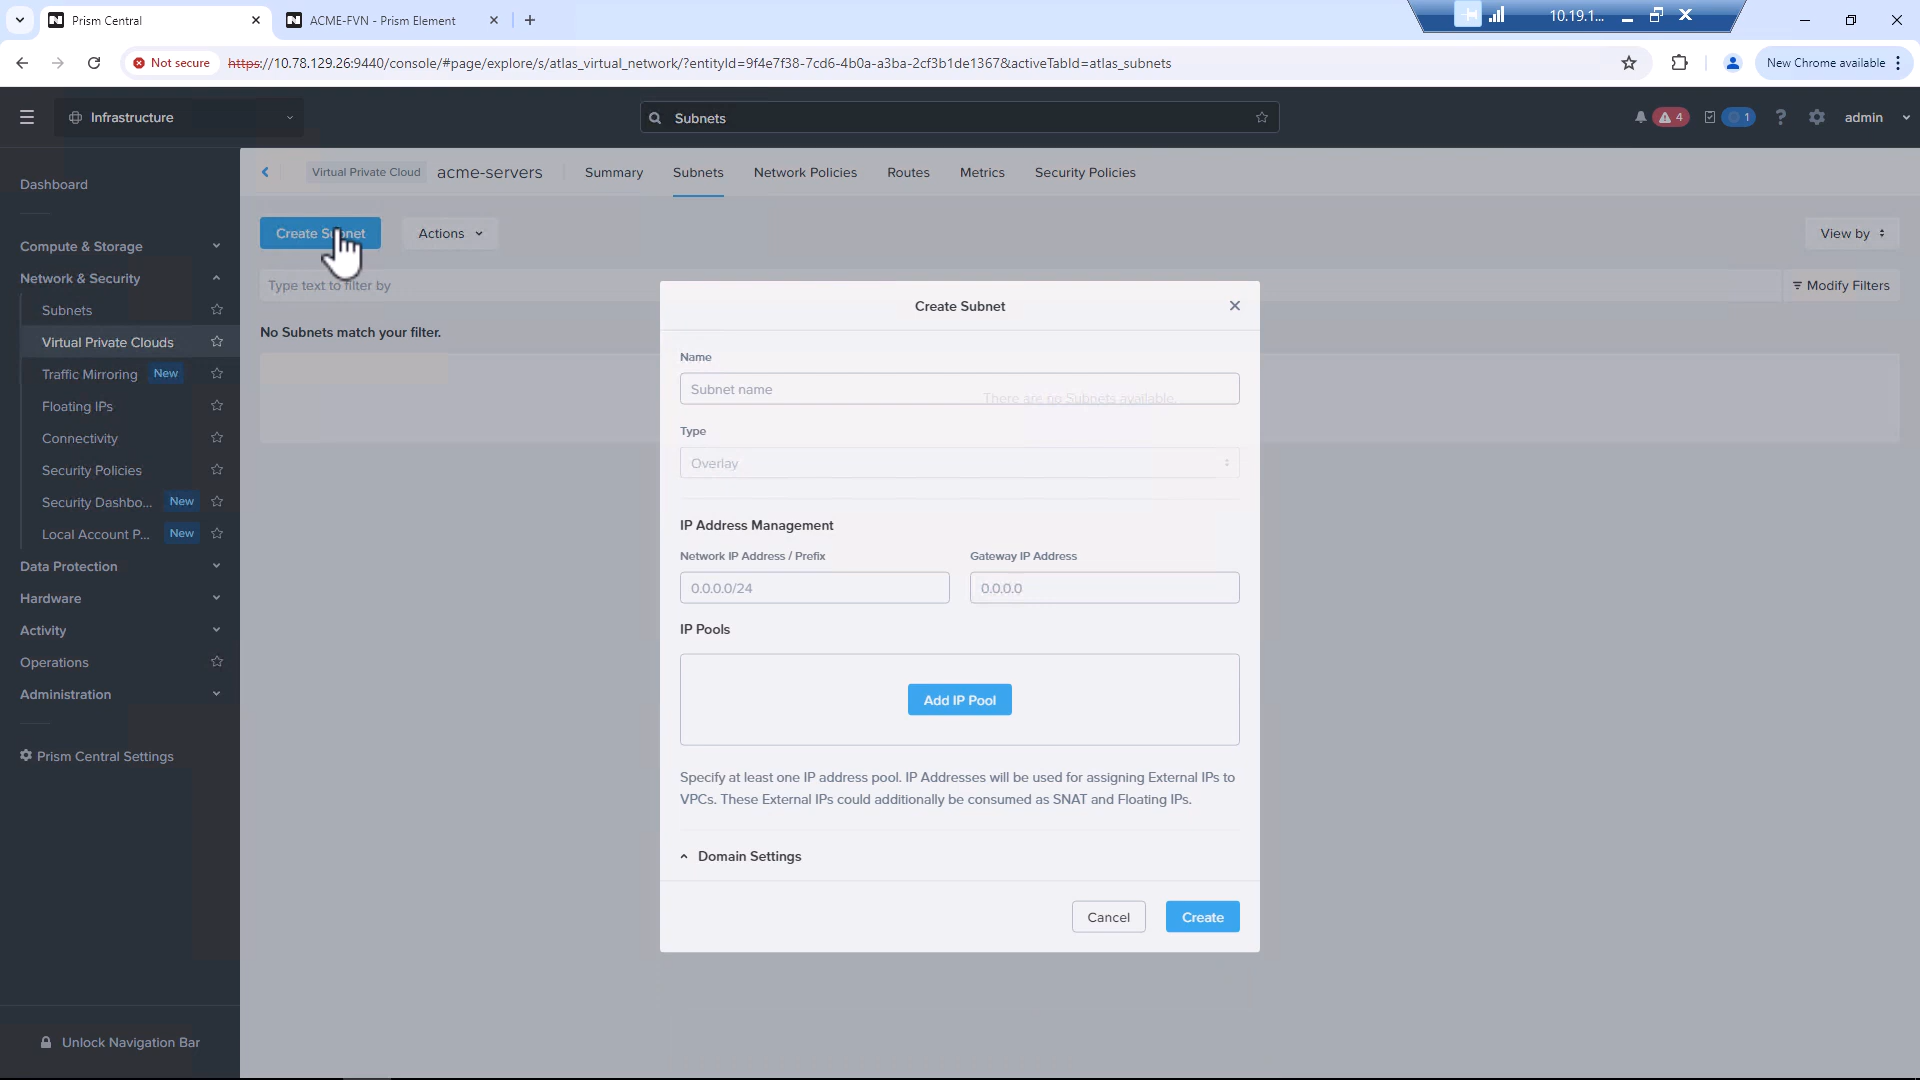 Prism Central
ACME-FVN - Prism Element
10.19.1...
Not secure
https://10.78.129.26:9440/console/#page/explore/s/atlas_virtual_network/?entityId=9f4e7f38-7cd6-4b0a-a3ba-2cf3b1de1367&activeTabId=atlas_subnets
New Chrome available
Infrastructure
Subnets
4
1
admin
Dashboard
Compute & Storage
Network & Security
Subnets
Virtual Private Clouds
Traffic Mirroring New
Floating IPs
Connectivity
Security Policies
Security Dashbo... New
Local Account P... New
Data Protection
Hardware
Activity
Operations
Administration
Prism Central Settings
Unlock Navigation Bar
Virtual Private Cloud acme-servers Summary Subnets Network Policies Routes Metrics Security Policies
Create Subnet Actions View by
Type text to filter by Modify Filters
No Subnets match your filter.
There are no Subnets available.
Create Subnet
Name
Subnet name
Type
Overlay
IP Address Management
Network IP Address / Prefix Gateway IP Address
0.0.0.0/24 0.0.0.0
IP Pools
Add IP Pool
Specify at least one IP address pool. IP Addresses will be used for assigning External IPs to
VPCs. These External IPs could additionally be consumed as SNAT and Floating IPs.
Domain Settings
Cancel Create